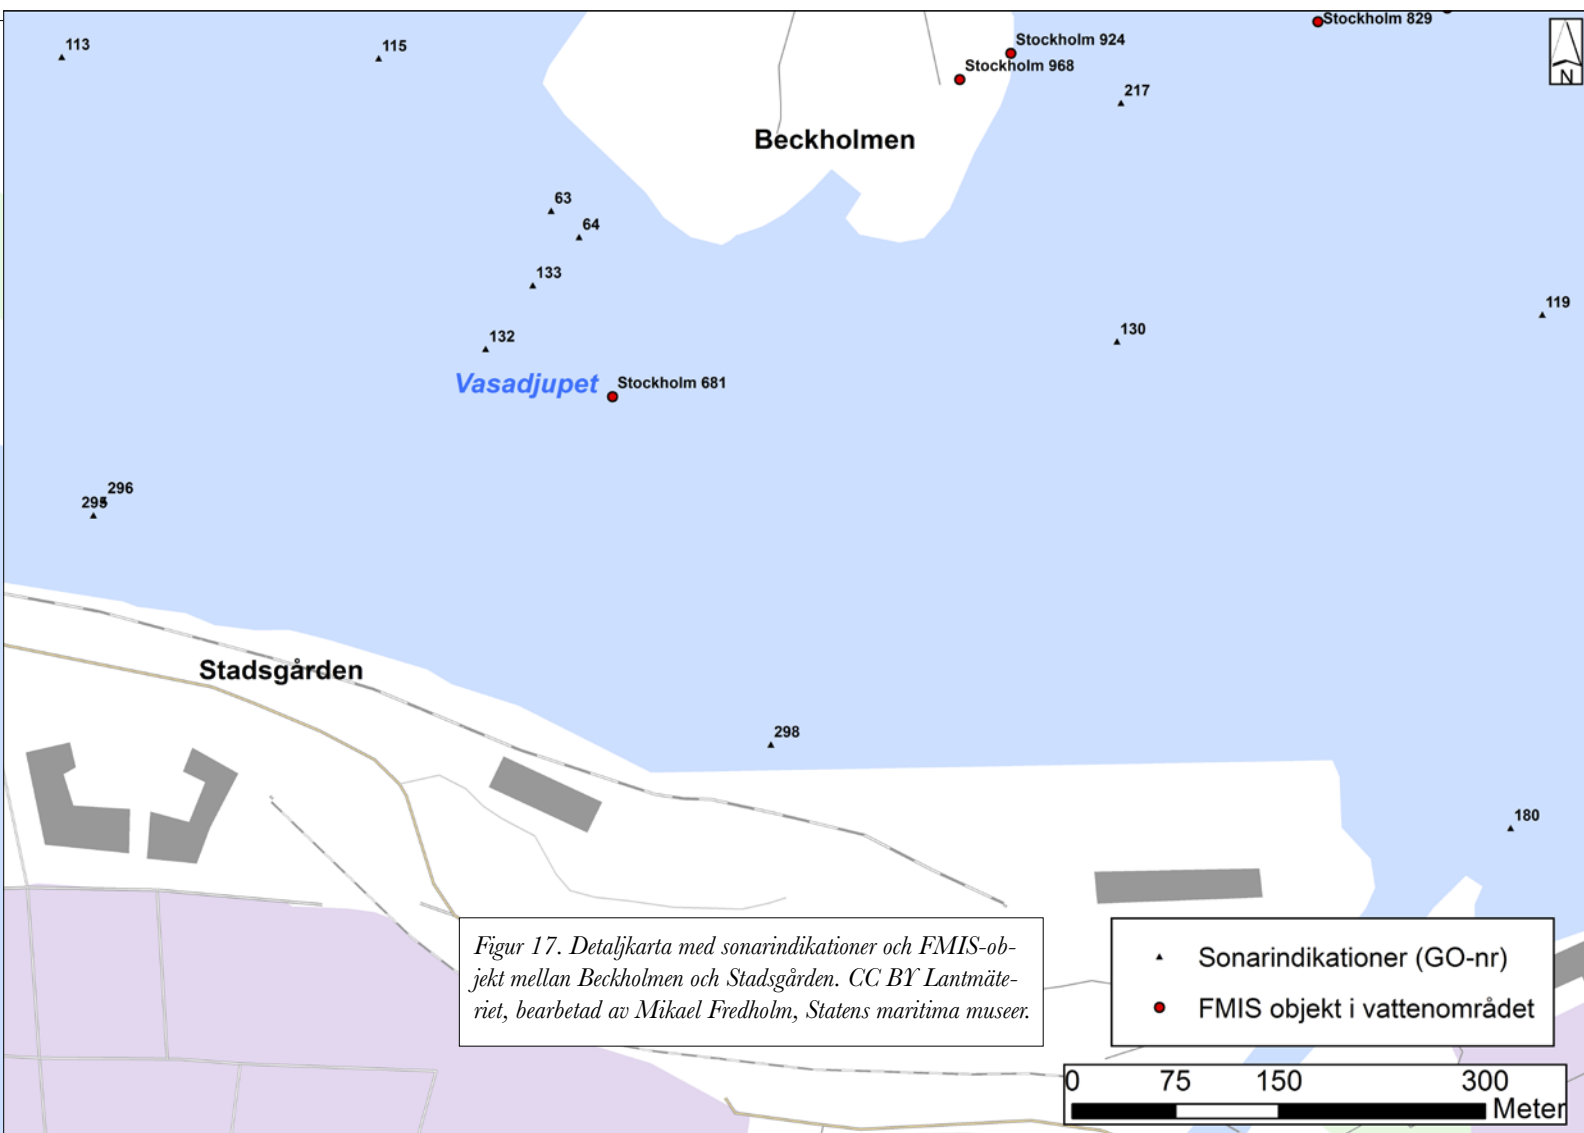 113
115
Stockholm 829
Stockholm 924
Stockholm 968
N
217
Beckholmen
63
64
133
119
132
130
Vasadjupet
Stockholm 681
296
295
Stadsgården
298
180
Figur 17. Detaljkarta med sonarindikationer och FMIS-ob-
jekt mellan Beckholmen och Stadsgården. CC BY Lantmäte-
riet, bearbetad av Mikael Fredholm, Statens maritima museer.
Sonarindikationer (GO-nr)
FMIS objekt i vattenområdet
0 75 150 300
Meter